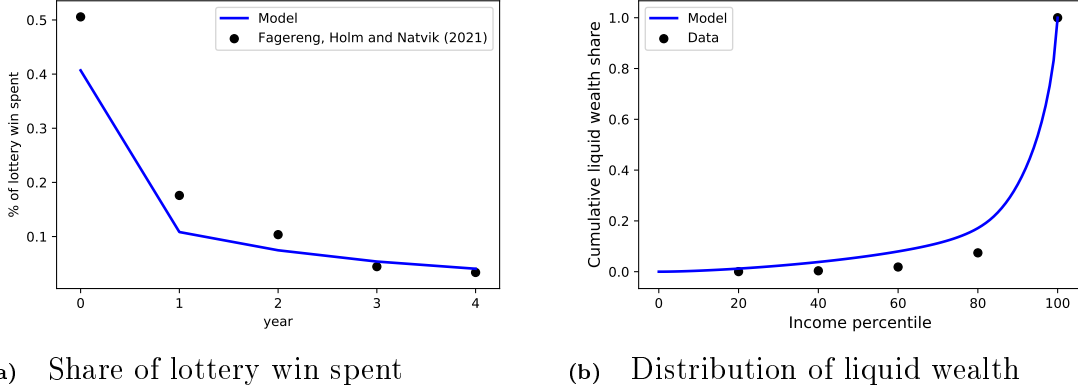 0.5
0.4
0.3
0.2
0.1
% of lottery win spent
Model
Fagereng, Holm and Natvik (2021)
0 1 2 3 4
year
1.0
0.8
0.6
0.4
0.2
0.0
Cumulative liquid wealth share
Model
Data
0 20 40 60 80 100
Income percentile
a) Share of lottery win spent
(b) Distribution of liquid wealth